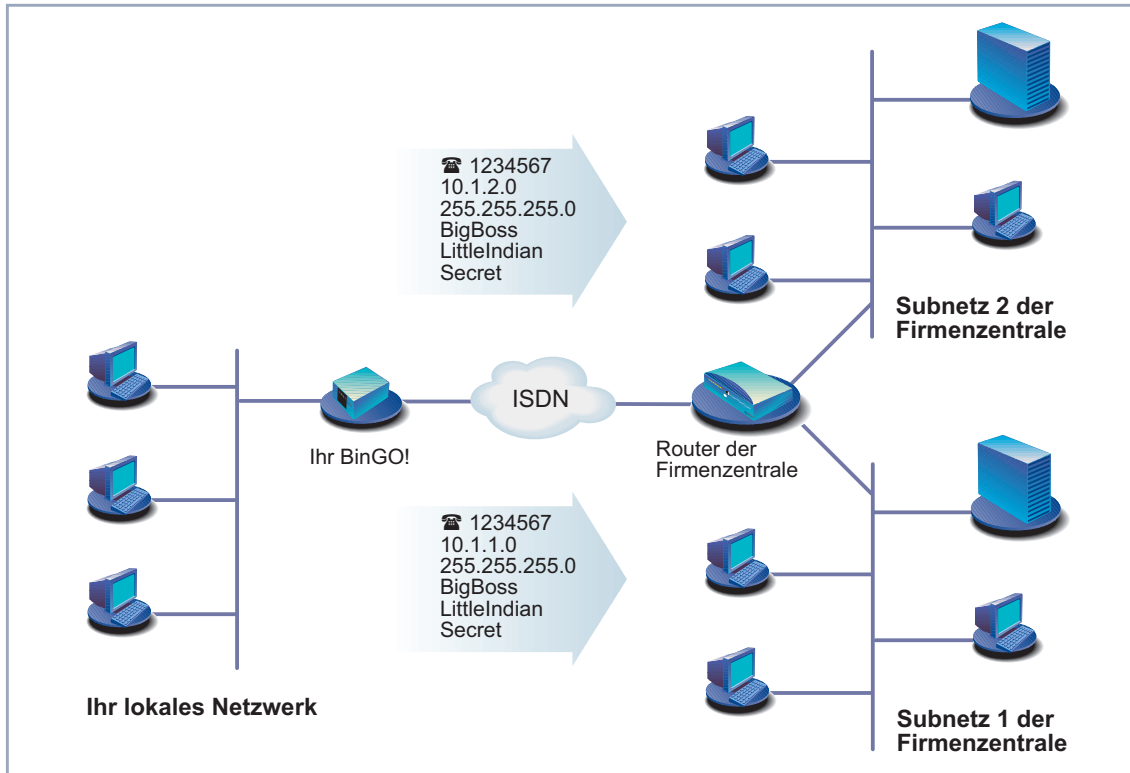 ☎ 1234567
10.1.2.0
255.255.255.0
BigBoss
LittleIndian
Secret
Subnetz 2 der
Firmenzentrale
ISDN
Ihr BinGO!
Router der
Firmenzentrale
☎ 1234567
10.1.1.0
255.255.255.0
BigBoss
LittleIndian
Secret
Ihr lokales Netzwerk
Subnetz 1 der
Firmenzentrale